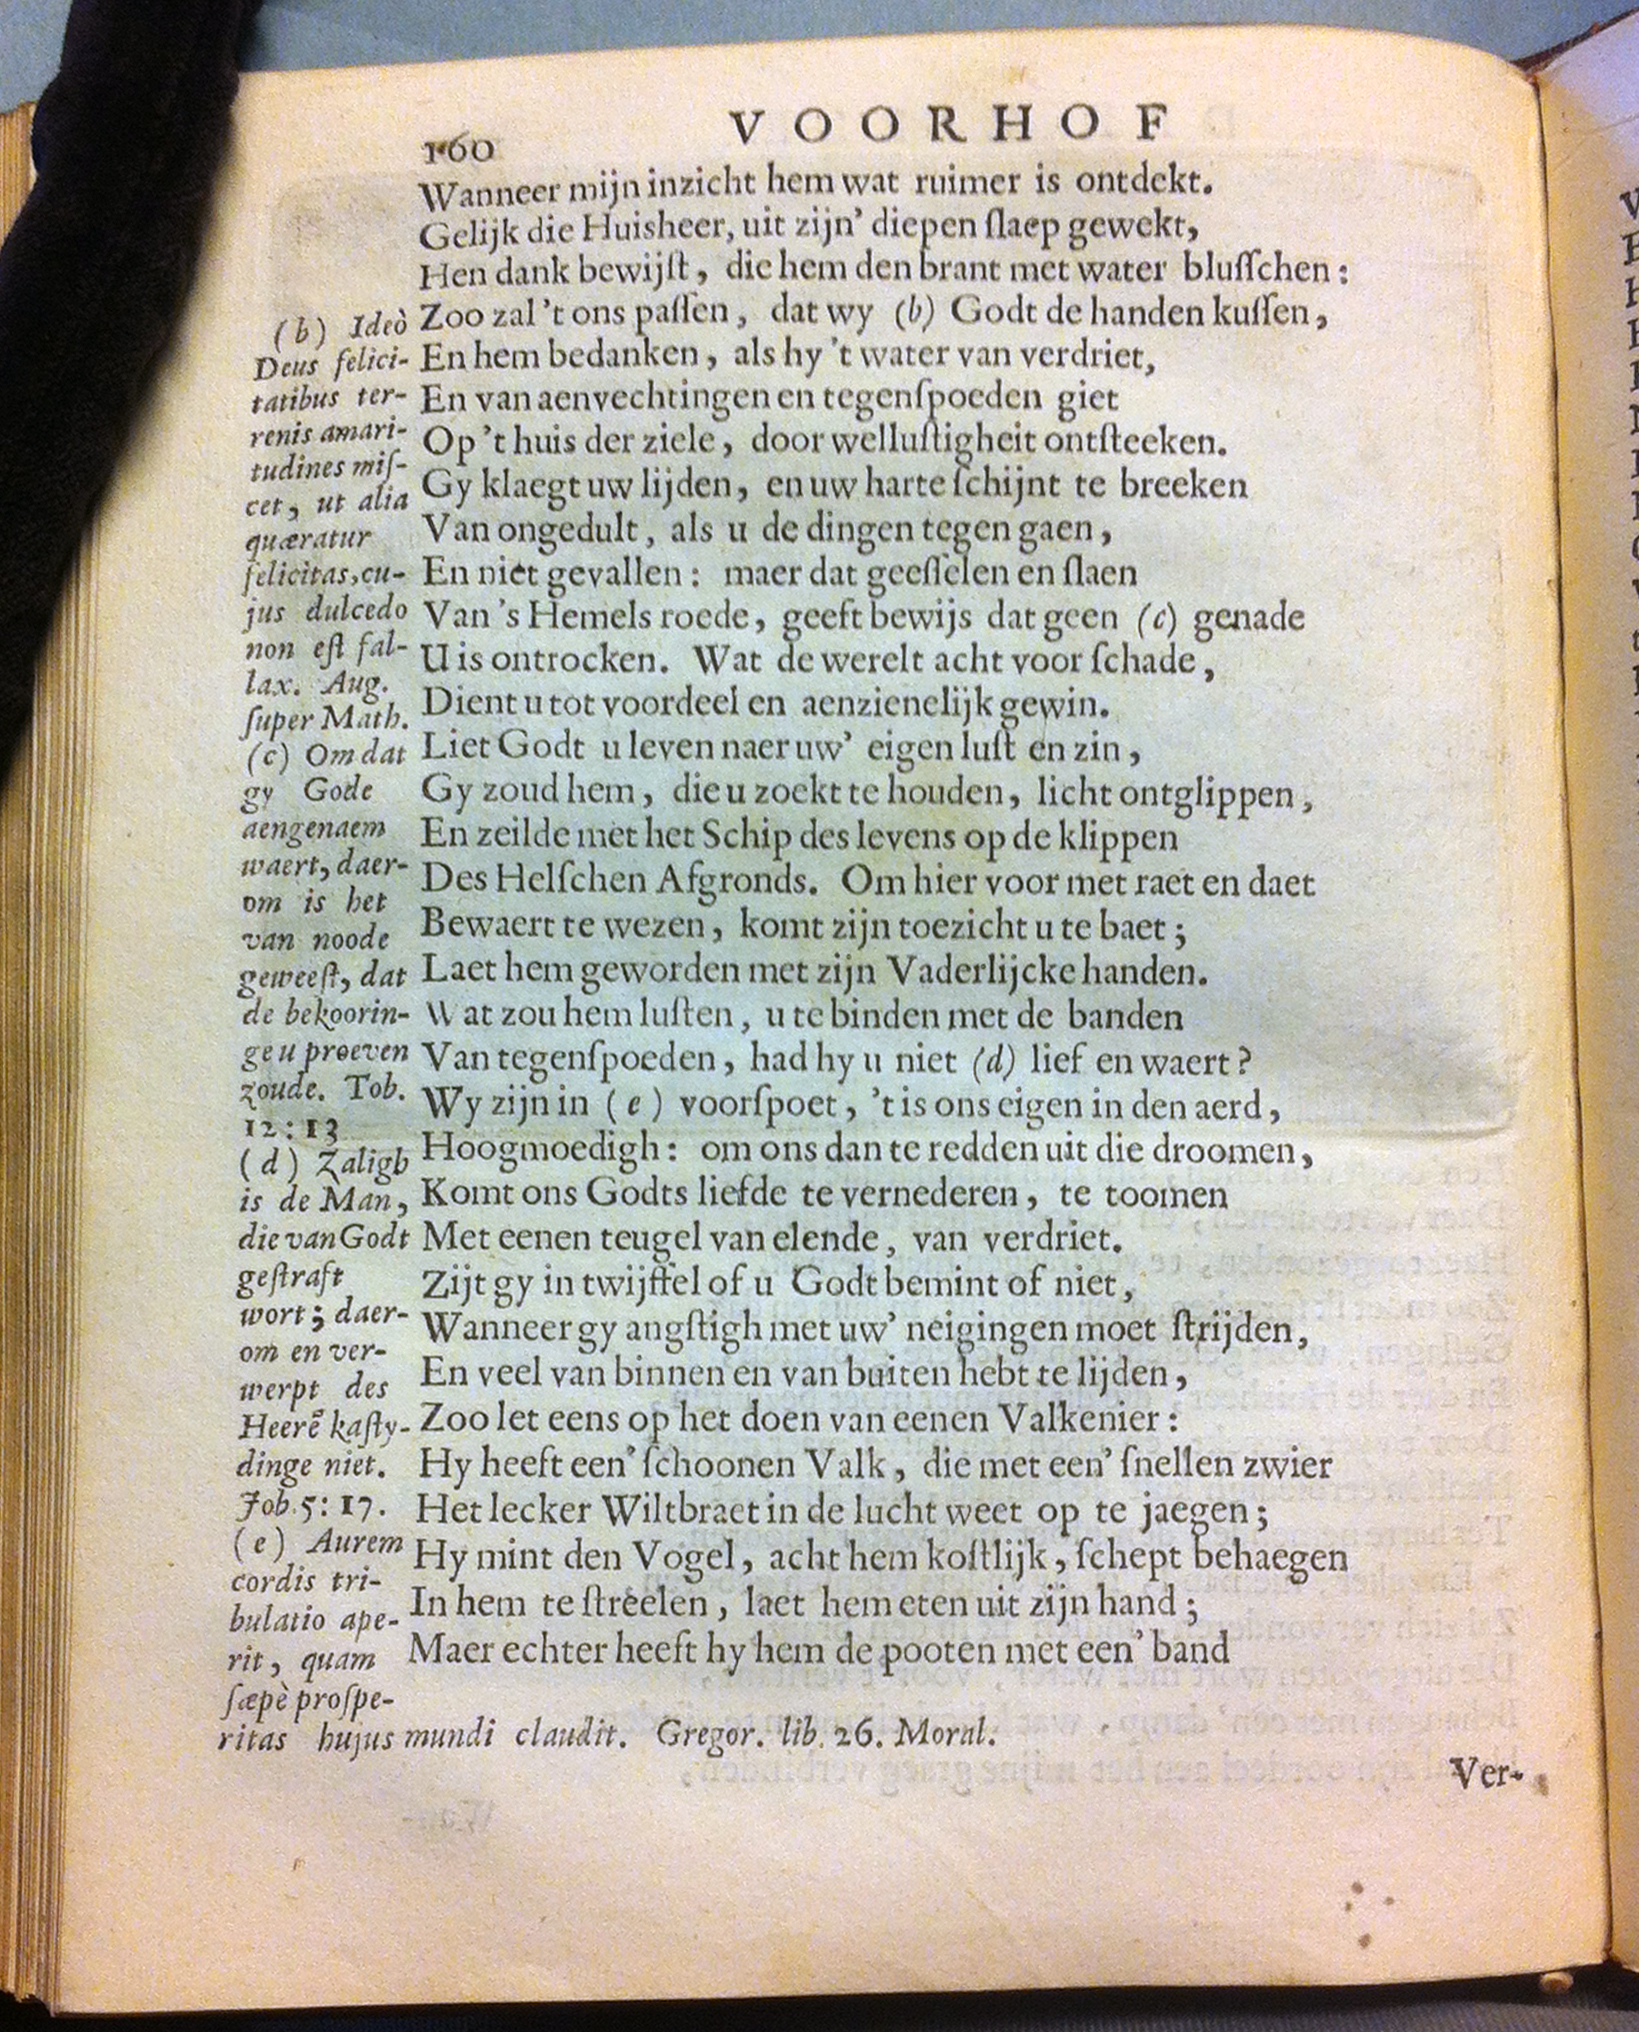 160
VOORHOF
Wanneer mijn inzicht hem wat ruimer is ontdekt.
Gelijk die Huisheer, uit zijn' diepen ſlaep gewekt,
Hen dank bewijſt, die hem den brant met water bluſſchen:
Zoo zal 't ons paſſen, dat wy (b) Godt de handen kuſſen,
En hem bedanken, als hy 't water van verdriet,
En van aenvechtingen en tegenſpoeden giet
Op 't huis der ziele, door welluſtigheit ontſteeken.
Gy klaegt uw lijden, en uw harte ſchijnt te breeken
Van ongedult, als u de dingen tegen gaen,
En niet gevallen: maer dat geeſſelen en ſlaen
Van 's Hemels roede, geeft bewijs dat geen (c) genade
U is ontrocken. Wat de werelt acht voor ſchade,
Dient u tot voordeel en aenzienelijk gewin.
Liet Godt u leven naer uw' eigen luſt en zin,
Gy zoud hem, die u zoekt te houden, licht ontglippen,
En zeilde met het Schip des levens op de klippen
Des Helſchen Afgronds. Om hier voor met raet en daet
Bewaert te wezen, komt zijn toezicht u te baet;
Laet hem geworden met zijn Vaderlijcke handen.
Wat zou hem luſten, u te binden met de banden
Van tegenſpoeden, had hy u niet (d) lief en waert?
Wy zijn in (e) voorſpoet, 't is ons eigen in den aerd,
Hoogmoedigh: om ons dan te redden uit die droomen,
Komt ons Godts liefde te vernederen, te toomen
Met eenen teugel van elende, van verdriet.
Zijt gy in twijffel of u Godt bemint of niet,
Wanneer gy angſtigh met uw' neigingen moet ſtrijden,
En veel van binnen en van buiten hebt te lijden,
Zoo let eens op het doen van eenen Valkenier:
Hy heeft een' ſchoonen Valk, die met een' ſnellen zwier
Het lecker Wiltbraet in de lucht weet op te jaegen;
Hy mint den Vogel, acht hem koſtlijk, ſchept behaegen
In hem te ſtreelen, laet hem eten uit zijn hand;
Maer echter heeft hy hem de pooten met een' band
(b) Ideò
Deus felici-
tatibus ter-
renis amari-
tudines miſ-
cet, ut alia
quæratur
felicitas, cu-
jus dulcedo
non eſt fal-
lax. Aug.
ſuper Math.
(c) Om dat
gy Gode
aengenaem
waert, daer-
om is het
van noode
geweeſt, dat
de bekoorin-
ge u proeven
zoude. Tob.
12:13
(d) Zaligh
is de Man,
die van Godt
geſtraft
wort; daer-
om en ver-
werpt des
Heerē kaſty-
dinge niet.
Job. 5: 17.
(e) Aurem
cordis tri-
bulatio ape-
rit, quam
ſæpè proſpe-
ritas hujus mundi claudit. Gregor. lib. 26. Moral.
Ver-